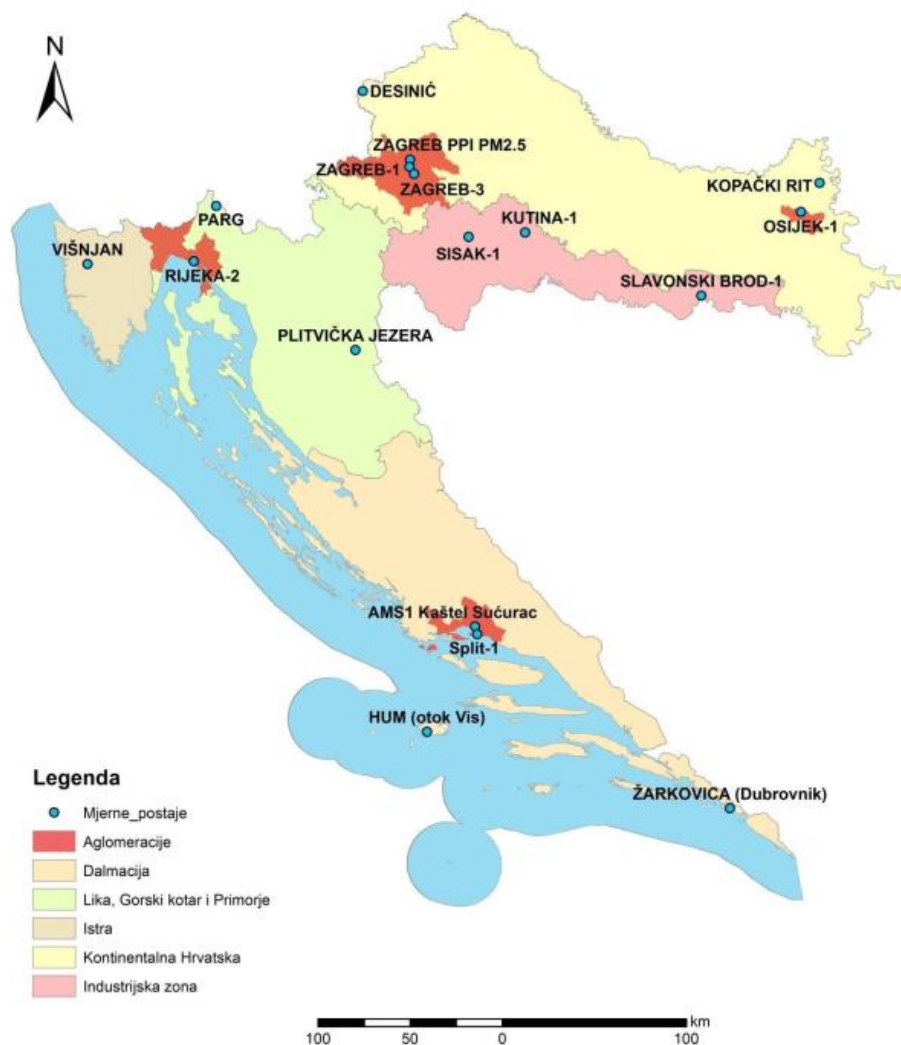 N
DESINIĆ
ZAGREB PPI PM2.5
ZAGREB-1
ZAGREB-3
KOPAČKI RIT
OSIJEK-1
PARG
KUTINA-1
VIŠNJAN
SISAK-1
RIJEKA-2
SLAVONSKI BROD-1
PLITVIČKA JEZERA
AMS1 Kaštel Sućurac
Split-1
HUM (otok Vis)
ŽARKOVICA (Dubrovnik)
Legenda
Mjerne_postaje
Aglomeracije
Dalmacija
Lika, Gorski kotar i Primorje
Istra
Kontinentalna Hrvatska
Industrijska zona
km
100 50 0 100